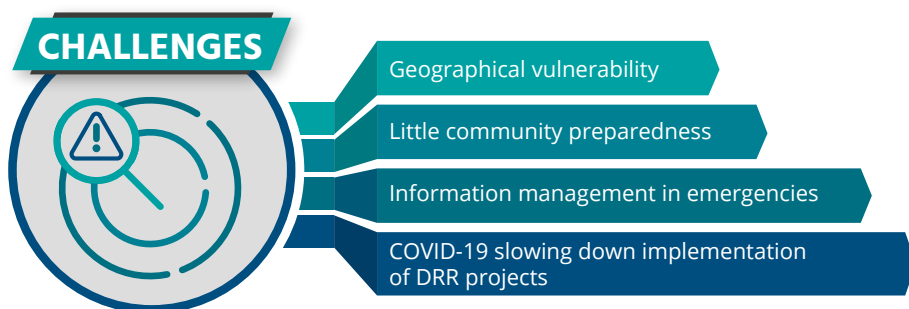 CHALLENGES
Geographical vulnerability
Little community preparedness
Information management in emergencies
COVID-19 slowing down implementation
of DRR projects